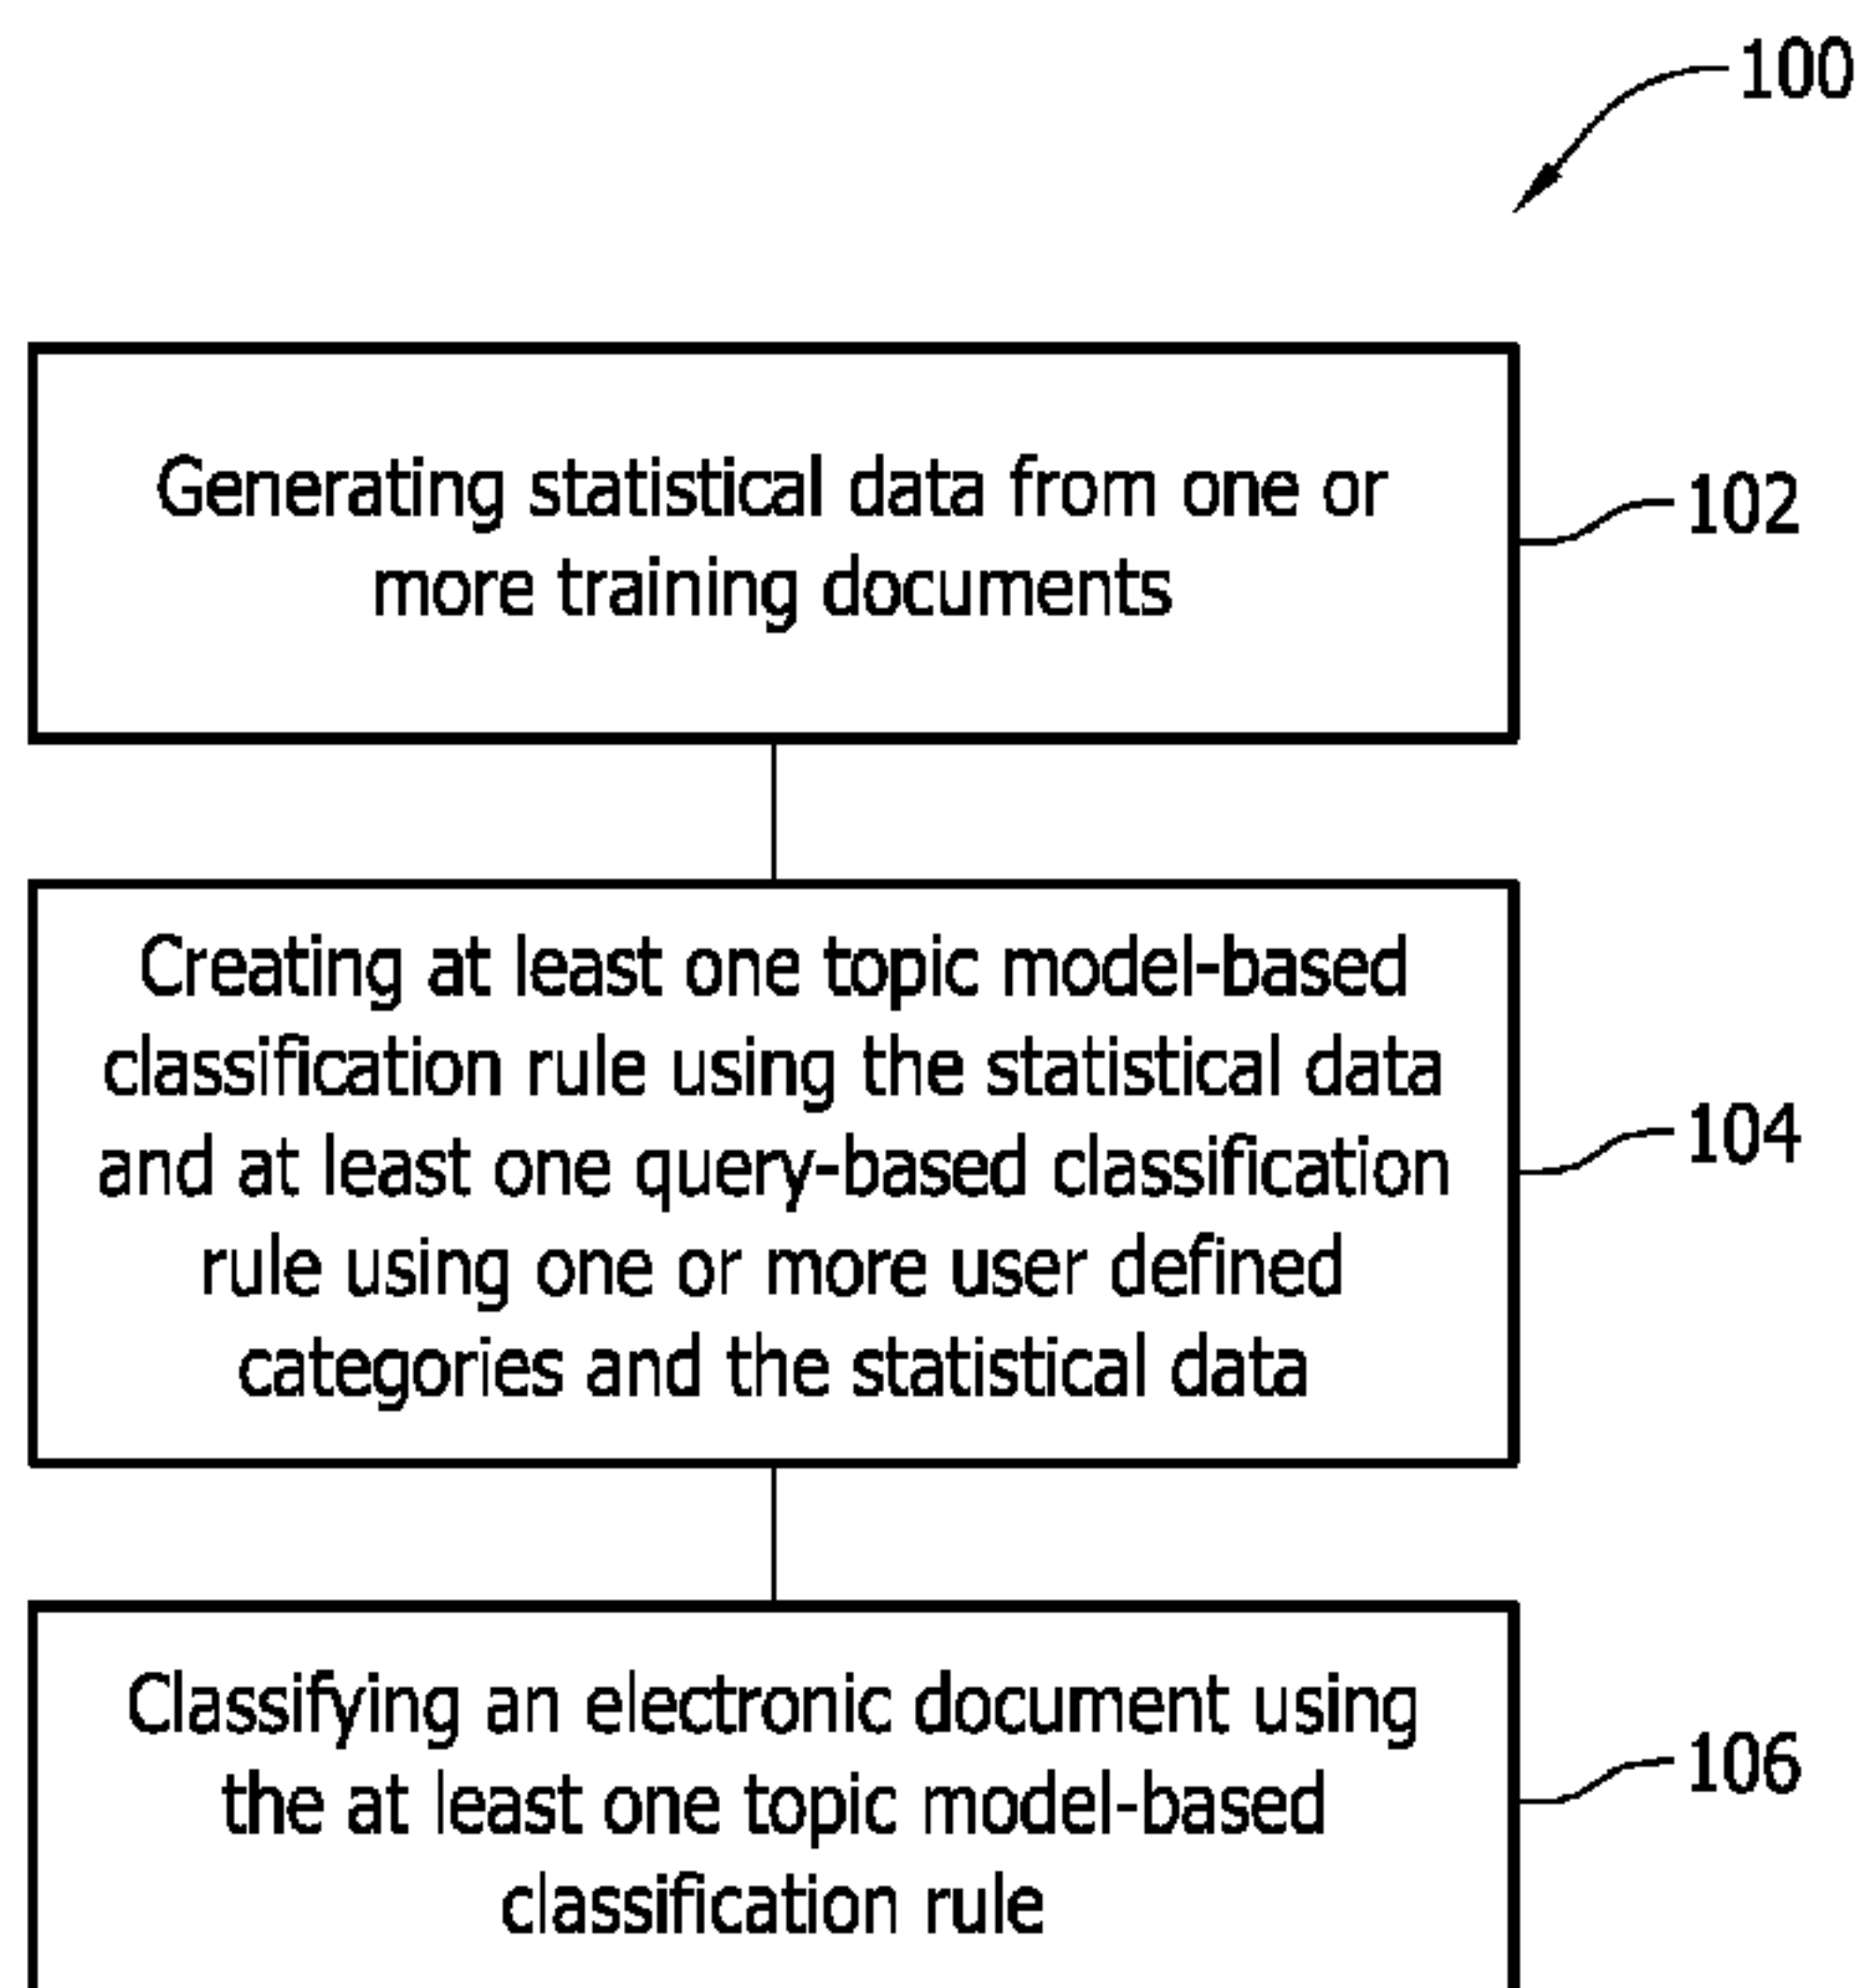 100
Generating statistical data from one or
more training documents
102
Creating at least one topic model-based
classification rule using the statistical data
and at least one query-based classification
rule using one or more user defined
categories and the statistical data
104
Classifying an electronic document using
the at least one topic model-based
classification rule
106